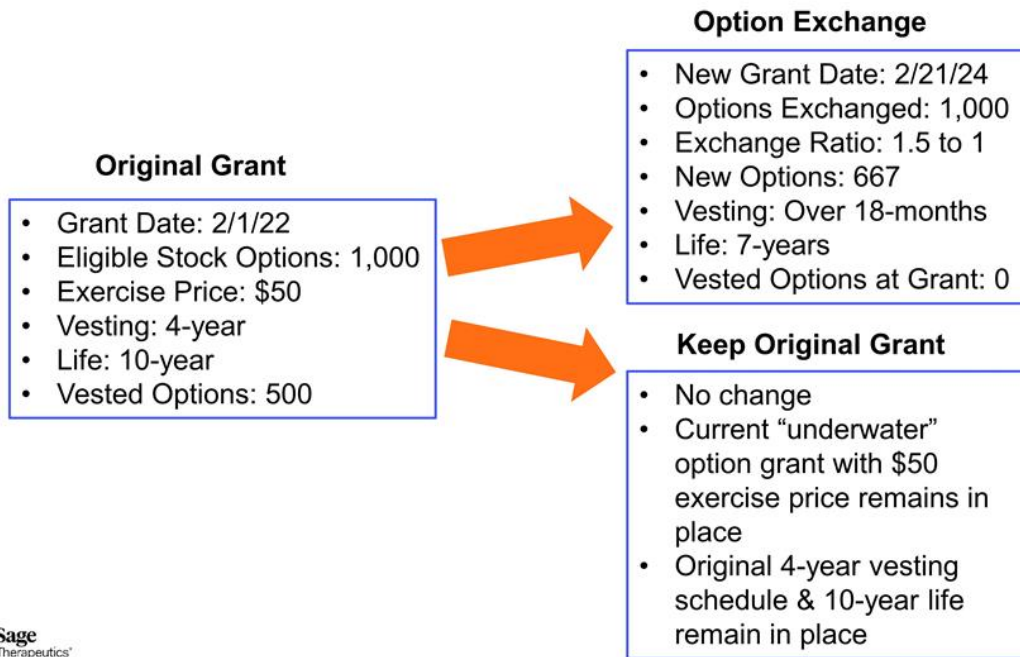 Option Exchange
• New Grant Date: 2/21/24
• Options Exchanged: 1,000
• Exchange Ratio: 1.5 to 1
• New Options: 667
• Vesting: Over 18-months
• Life: 7-years
• Vested Options at Grant: 0
Original Grant
• Grant Date: 2/1/22
• Eligible Stock Options: 1,000
• Exercise Price: $50
• Vesting: 4-year
• Life: 10-year
• Vested Options: 500
Keep Original Grant
• No change
• Current “underwater”
option grant with $50
exercise price remains in
place
• Original 4-year vesting
schedule & 10-year life
remain in place
Sage
Therapeutics®